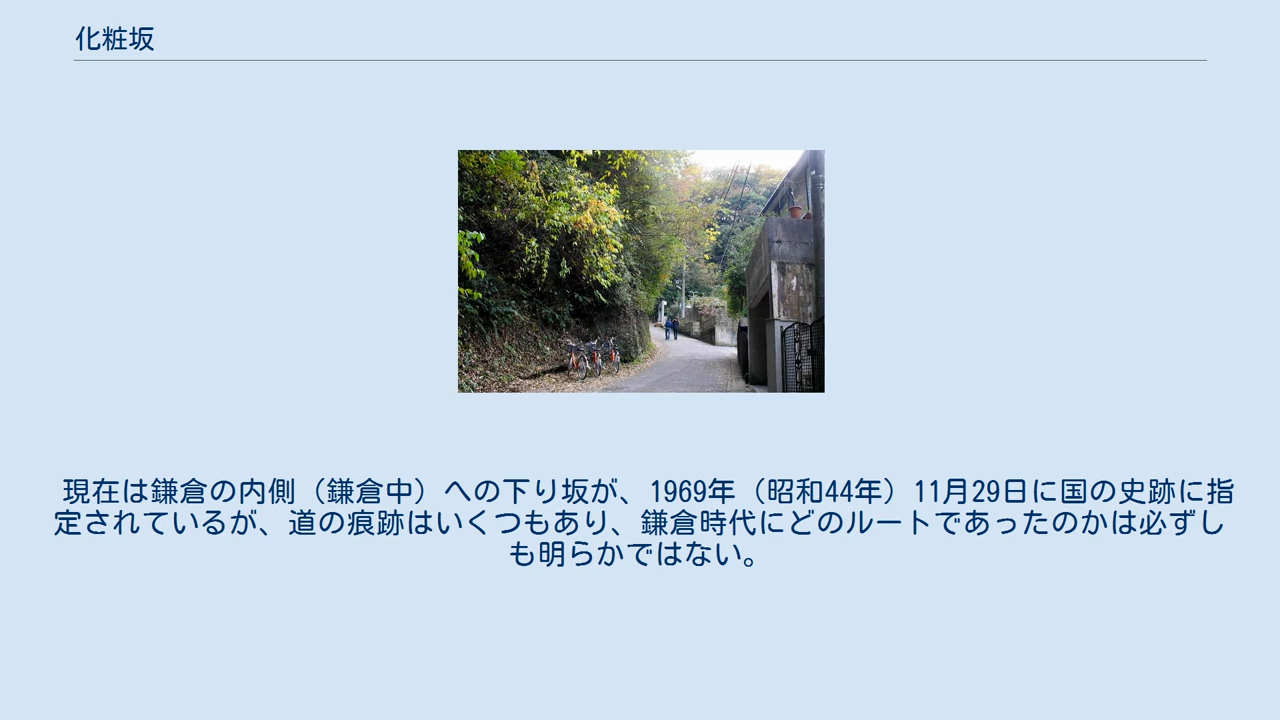 化粧坂
現在は鎌倉の内側（鎌倉中）への下り坂が、1969年（昭和44年）11月29日に国の史跡に指
定されているが、道の痕跡はいくつもあり、鎌倉時代にどのルートであったのかは必ずし
も明らかではない。